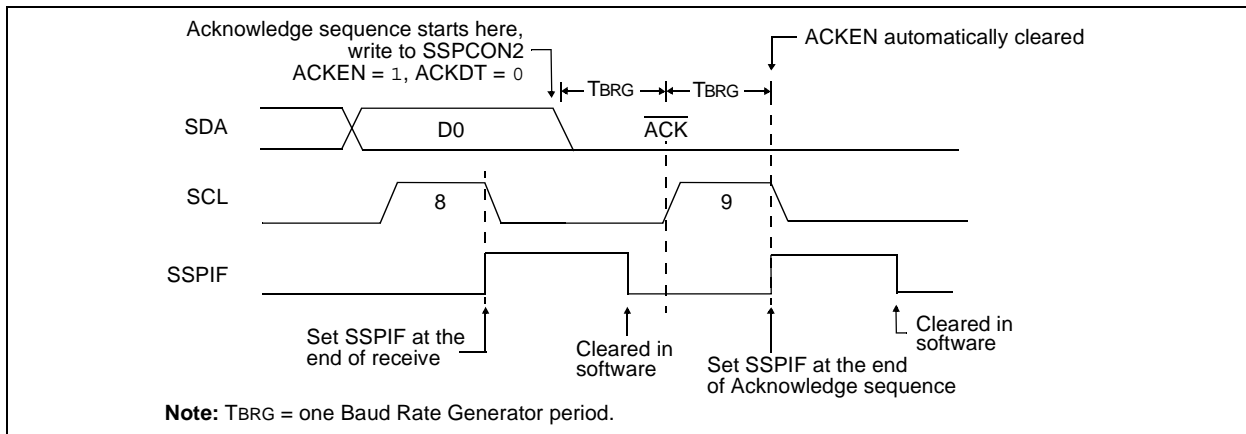 Acknowledge sequence starts here,
write to SSPCON2
ACKEN = 1, ACKDT = 0
ACKEN automatically cleared
TBRG
TBRG
SDA
D0
ACK
SCL
8
9
SSPIF
Set SSPIF at the
end of receive
Cleared in
software
Set SSPIF at the end
of Acknowledge sequence
Cleared in
software
Note: TBRG = one Baud Rate Generator period.